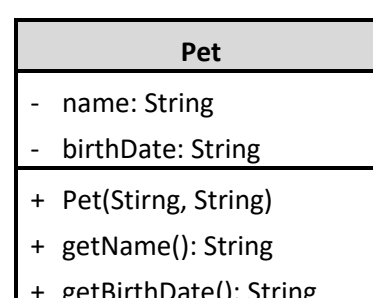 Pet
- name: String
- birthDate: String
+ Pet(Stirng, String)
+ getName(): String
+ getBirthDate(): String